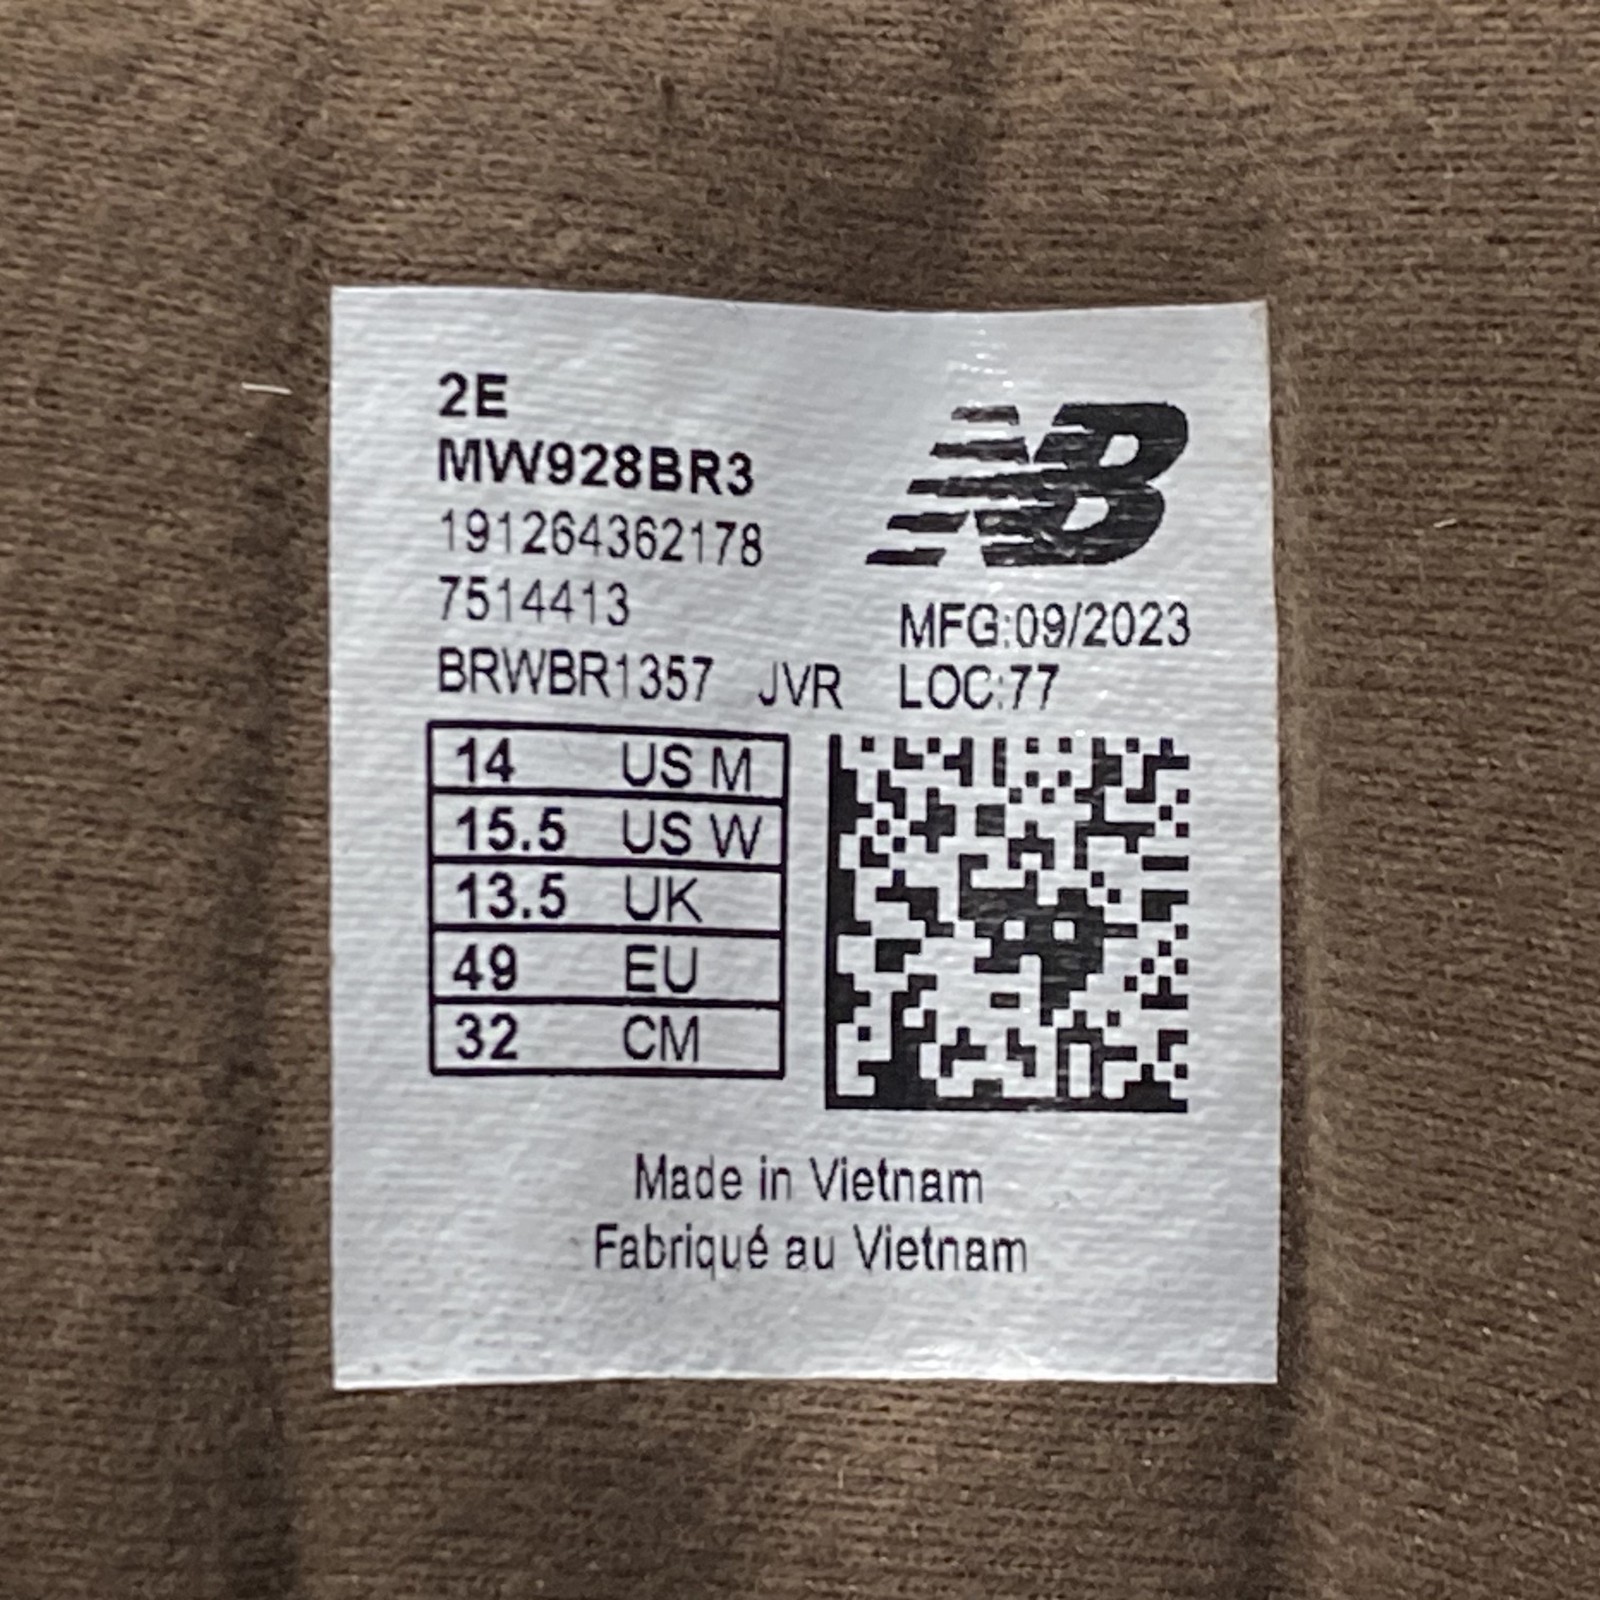 2E
MW928BR3
191264362178
7514413
BRWBR1357 JVR
NB
MFG:09/2023
LOC:77
14 US M
15.5 US W
13.5 UK
49 EU
32 CM
Made in Vietnam
Fabriqué au Vietnam